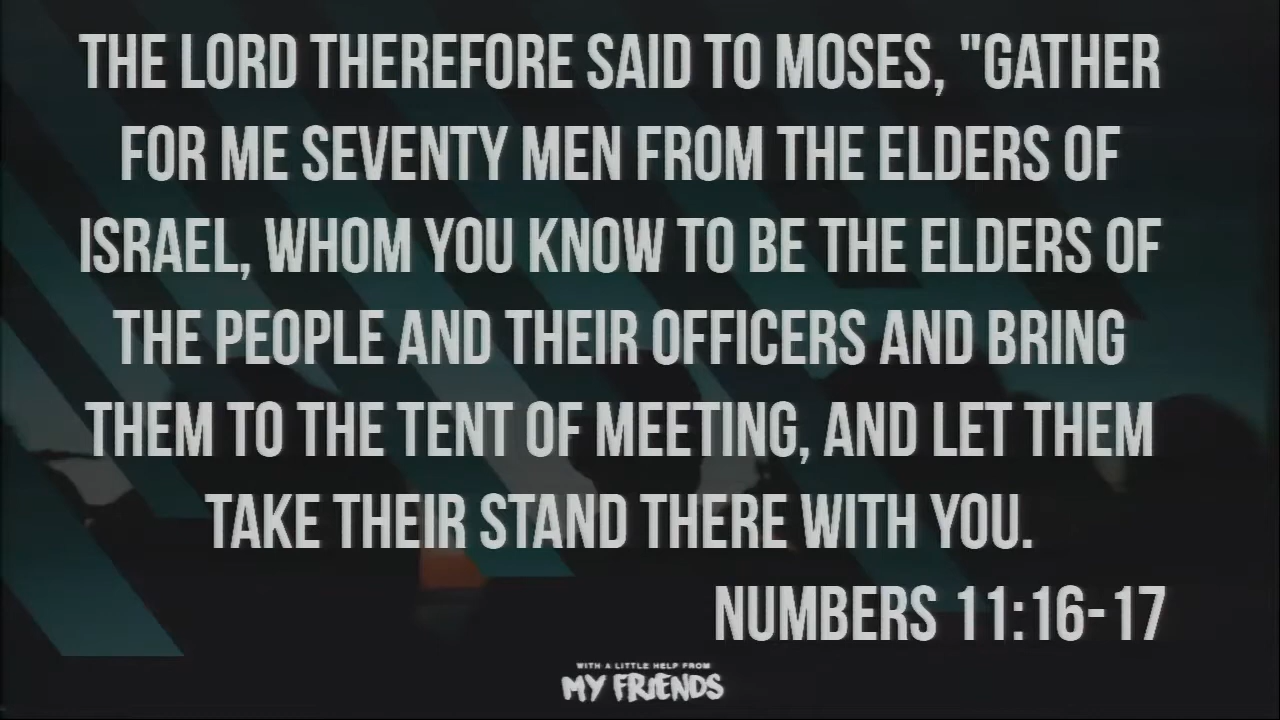 THE LORD THEREFORE SAID TO MOSES, "GATHER
FOR ME SEVENTY MEN FROM THE ELDERS OF
ISRAEL, WHOM YOU KNOW TO BE THE ELDERS OF
THE PEOPLE AND THEIR OFFICERS AND BRING
THEM TO THE TENT OF MEETING, AND LET THEM
TAKE THEIR STAND THERE WITH YOU.
NUMBERS 11:16-17
WITH A LITTLE HELP FROM
MY FRIENDS